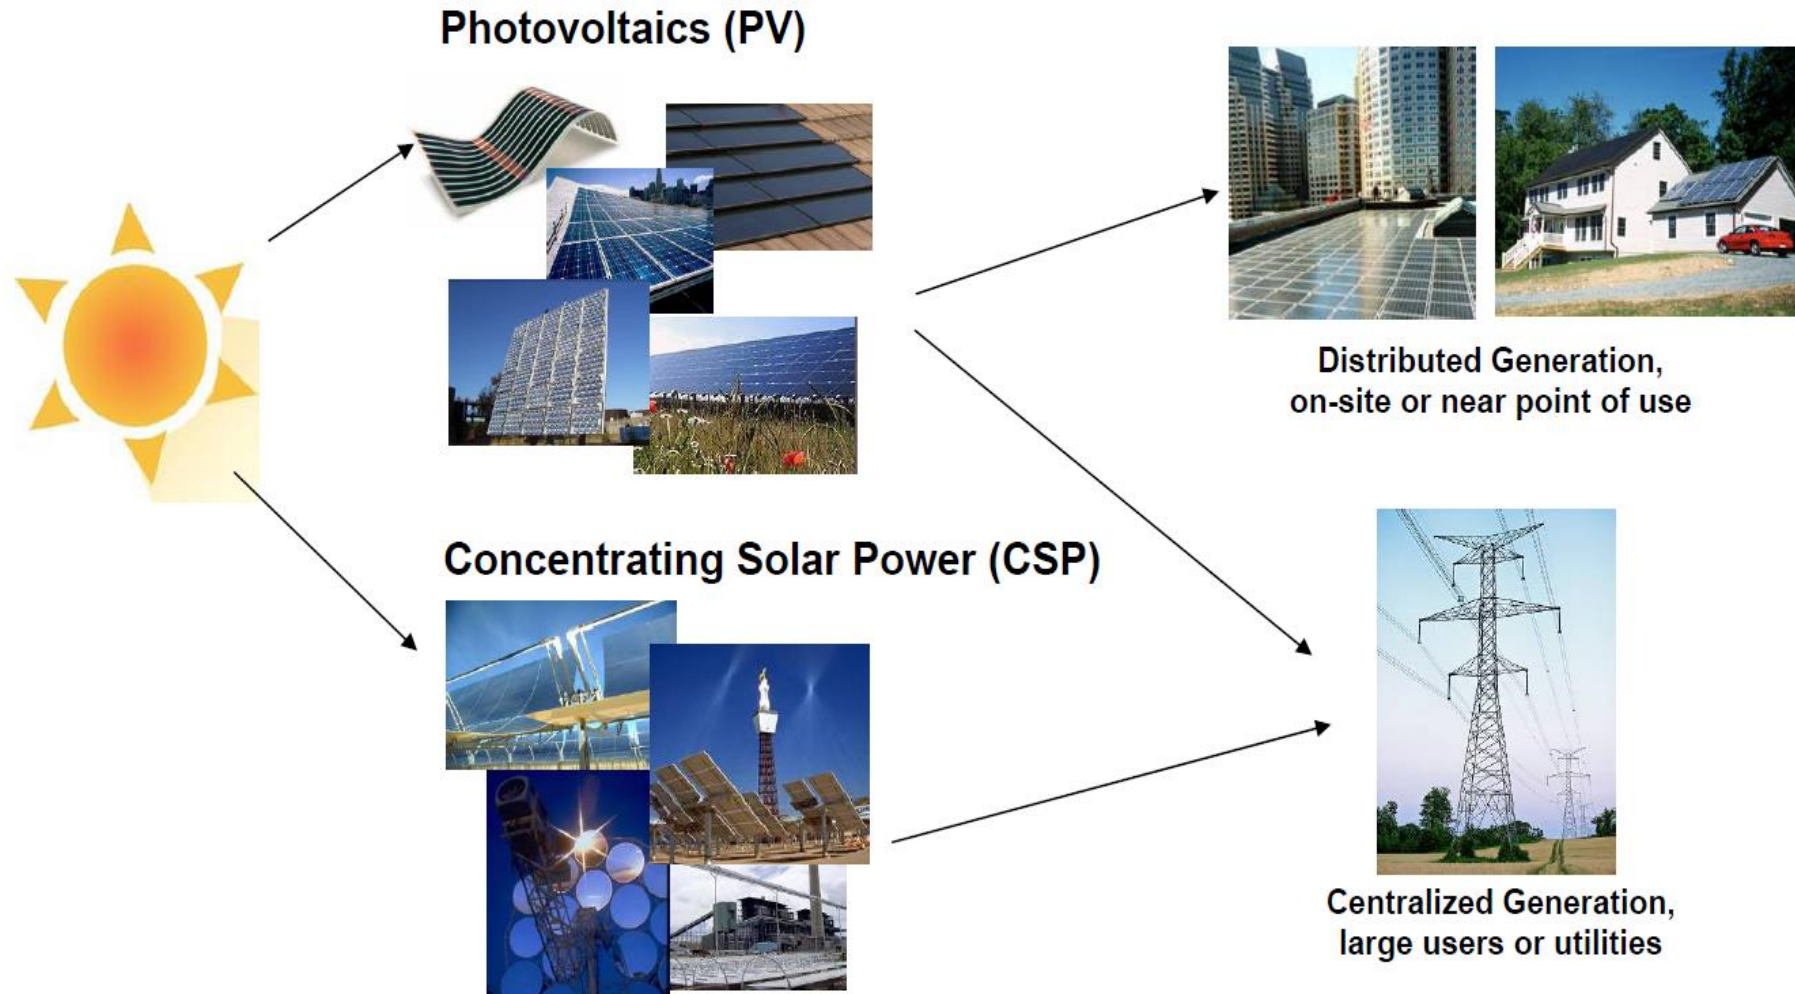 Photovoltaics (PV)
Distributed Generation,
on-site or near point of use
Concentrating Solar Power (CSP)
Centralized Generation,
large users or utilities